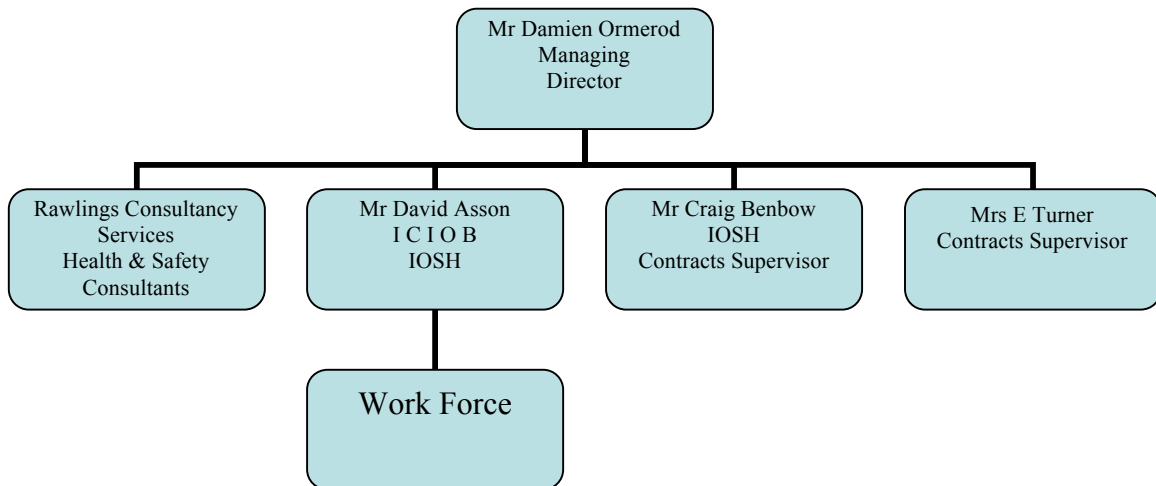 Mr Damien Ormerod
Managing
Director
Rawlings Consultancy
Services
Health & Safety
Consultants
Mr David Asson
I C I O B
IOSH
Mr Craig Benbow
IOSH
Contracts Supervisor
Mrs E Turner
Contracts Supervisor
Work Force